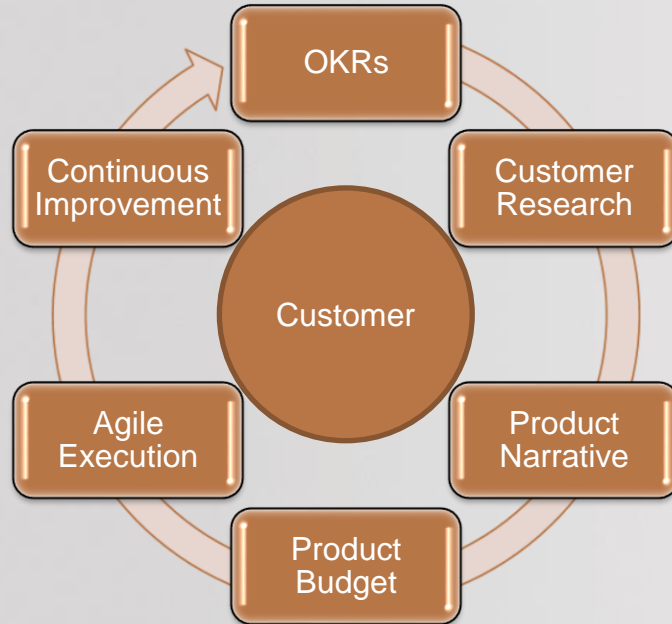 OKRs
Customer
Research
Product
Narrative
Product
Budget
Agile
Execution
Continuous
Improvement
Customer